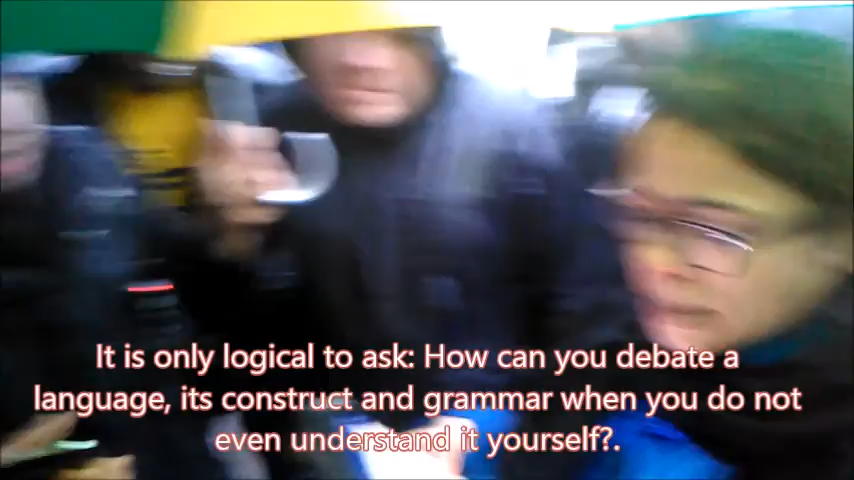 It is only logical to ask: How can you debate a
language, its construct and grammar when you do not
even understand it yourself?.